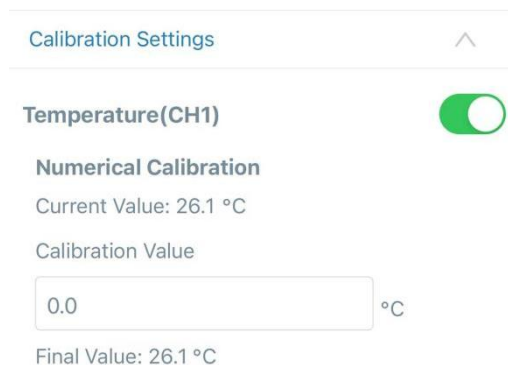 Calibration Settings
Temperature(CH1)
Numerical Calibration
Current Value: 26.1 °C
Calibration Value
0.0 °C
Final Value: 26.1 °C